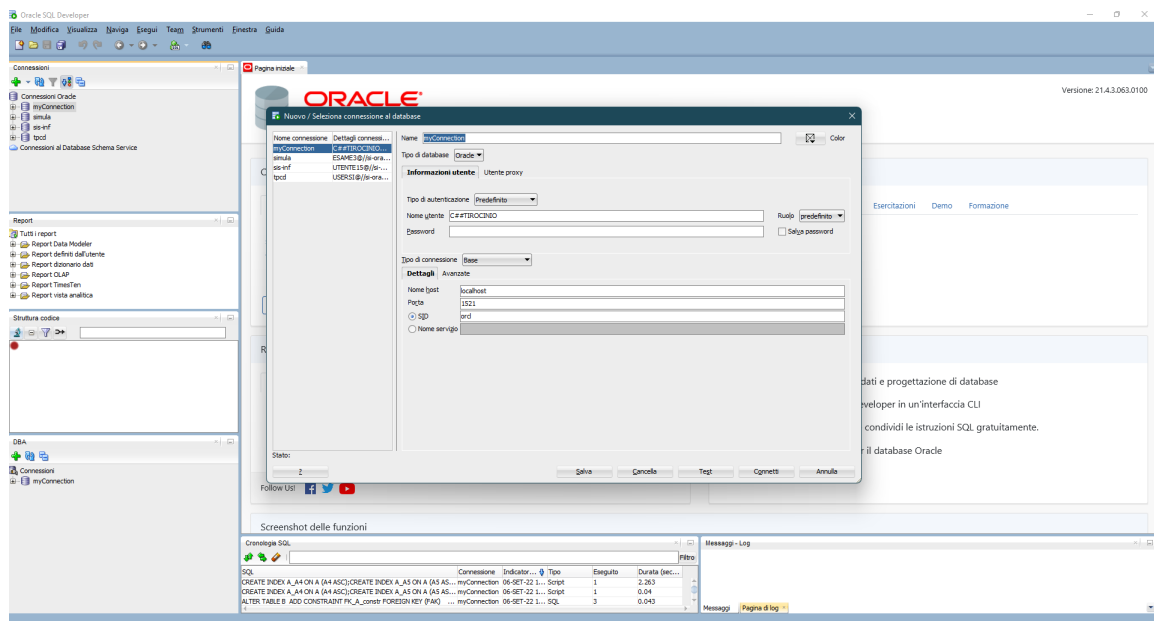 Oracle SQL Developer
File Modifica Visualizza Naviga Esegui Team Strumenti Finestra Guida
Connessioni
Connessioni Oracle
myConnection
simula
sis-inf
tpcd
Connessioni al Database Schema Service
Report
Tutti i report
Report Data Modeler
Report definiti dall'utente
Report dizionario dati
Report OLAP
Report TimesTen
Report vista analitica
Struttura codice
DBA
Connessioni
myConnection
Pagina iniziale
ORACLE
Versione: 21.4.3.063.0100
Esercitazioni Demo Formazione
dati e progettazione di database
eveloper in un'interfaccia CLI
condividi le istruzioni SQL gratuitamente.
r il database Oracle
Follow Us!
Screenshot delle funzioni
Nuovo / Seleziona connessione al database
Nome connessione Dettagli connessi...
myConnection C##TIROCINIO...
simula ESAME3@//si-ora...
sis-inf UTENTE15@//si-...
tpcd USERSI@//si-ora...
Stato:
?
Name myConnection Color
Tipo di database Oracle
Informazioni utente Utente proxy
Tipo di autenticazione Predefinito
Nome utente C##TIROCINIO Ruolo predefinito
Password Salva password
Tipo di connessione Base
Dettagli Avanzate
Nome host localhost
Porta 1521
SID orcl
Nome servizio
Salva Cancella Test Connetti Annulla
Cronologia SQL
Filtro
SQL Connessione Indicator... Tipo Eseguito Durata (sec...
CREATE INDEX A_A4 ON A (A4 ASC);CREATE INDEX A_A5 ON A (A5 AS... myConnection 06-SET-22 1... Script 1 2.263
CREATE INDEX A_A4 ON A (A4 ASC);CREATE INDEX A_A5 ON A (A5 AS... myConnection 06-SET-22 1... Script 1 0.04
ALTER TABLE B ADD CONSTRAINT FK_A_constr FOREIGN KEY (FAK) ... myConnection 06-SET-22 1... SQL 3 0.043
Messaggi - Log
Messaggi Pagina di log